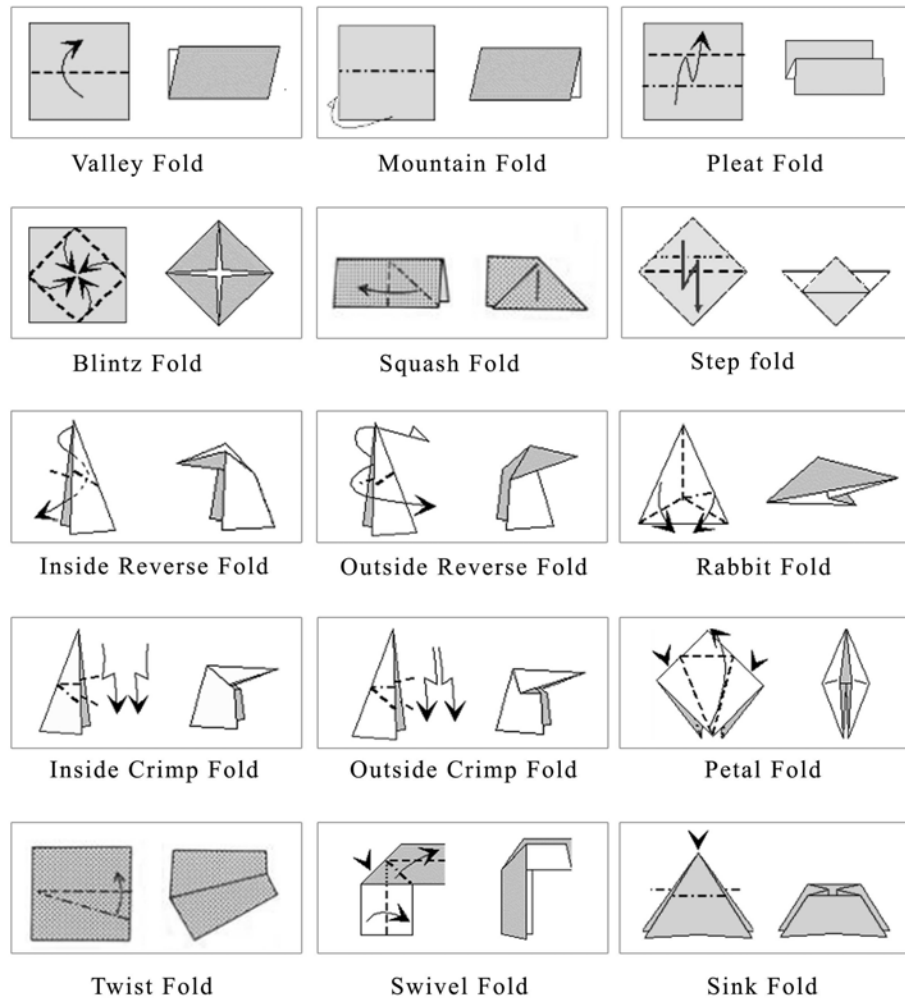 Valley Fold
Mountain Fold
Pleat Fold
Blintz Fold
Squash Fold
Step fold
Inside Reverse Fold
Outside Reverse Fold
Rabbit Fold
Inside Crimp Fold
Outside Crimp Fold
Petal Fold
Twist Fold
Swivel Fold
Sink Fold